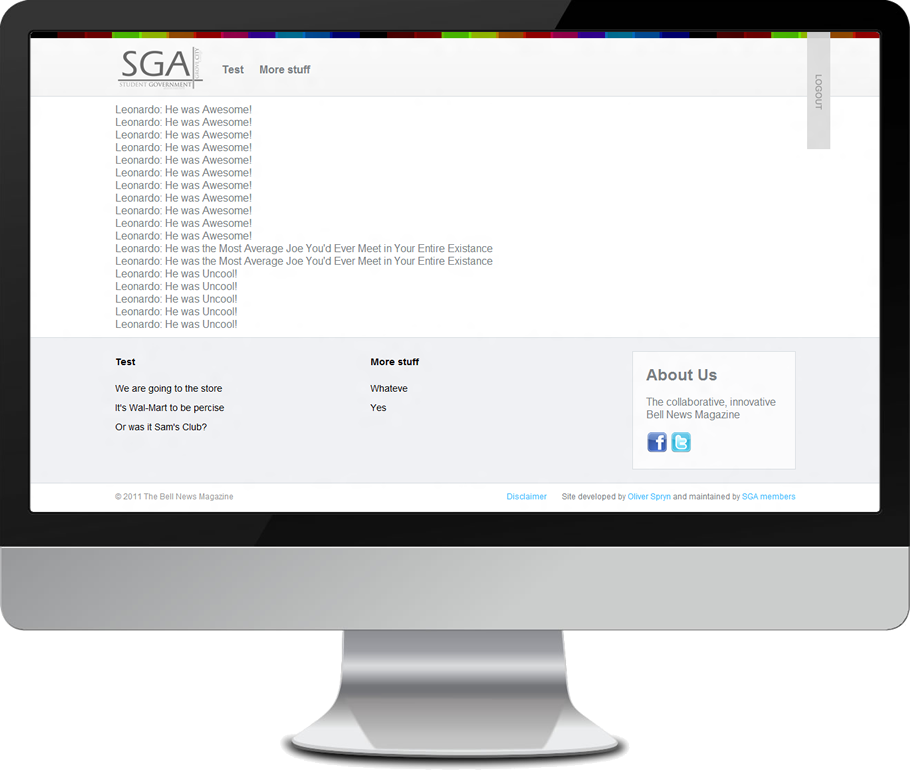 SGA
STUDENT GOVERNMENT
Test More stuff
LOGOUT
Leonardo: He was Awesome!
Leonardo: He was Awesome!
Leonardo: He was Awesome!
Leonardo: He was Awesome!
Leonardo: He was Awesome!
Leonardo: He was Awesome!
Leonardo: He was Awesome!
Leonardo: He was Awesome!
Leonardo: He was Awesome!
Leonardo: He was Awesome!
Leonardo: He was Awesome!
Leonardo: He was the Most Average Joe You'd Ever Meet in Your Entire Existance
Leonardo: He was the Most Average Joe You'd Ever Meet in Your Entire Existance
Leonardo: He was Uncool!
Leonardo: He was Uncool!
Leonardo: He was Uncool!
Leonardo: He was Uncool!
Leonardo: He was Uncool!
Test
We are going to the store
It's Wal-Mart to be percise
Or was it Sam's Club?
More stuff
Whateve
Yes
About Us
The collaborative, innovative
Bell News Magazine
© 2011 The Bell News Magazine
Disclaimer Site developed by Oliver Spryn and maintained by SGA members